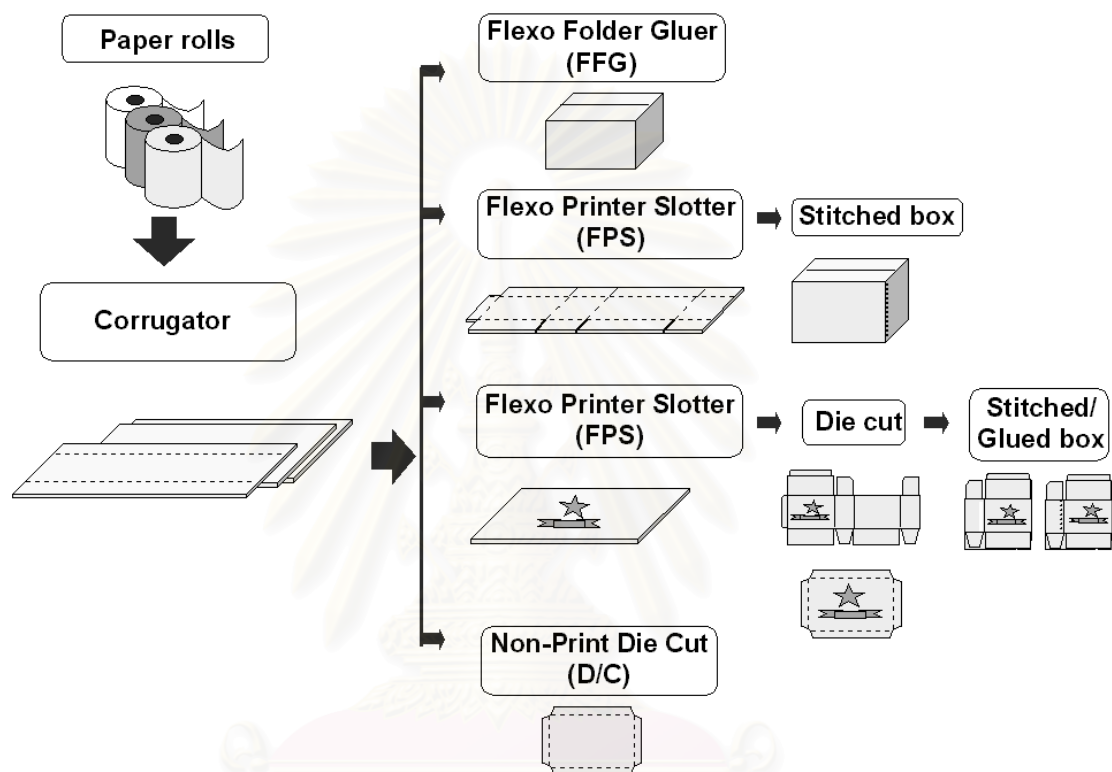 Paper rolls
Corrugator
Flexo Folder Gluer
(FFG)
Flexo Printer Slotter
(FPS)
Stitched box
Flexo Printer Slotter
(FPS)
Die cut
Stitched/
Glued box
Non-Print Die Cut
(D/C)